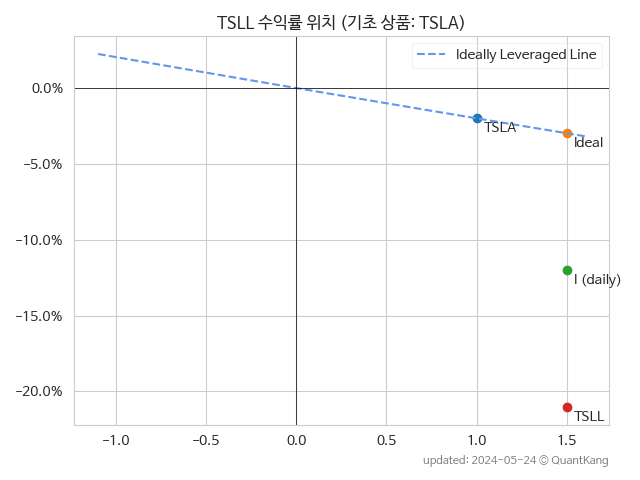 TSLL 수익률 위치 (기초 상품: TSLA)
Ideally Leveraged Line
0.0%
TSLA
Ideal
−5.0%
−10.0%
I (daily)
−15.0%
−20.0%
TSLL
−1.0
−0.5
0.0
0.5
1.0
1.5
updated: 2024-05-24 © QuantKang